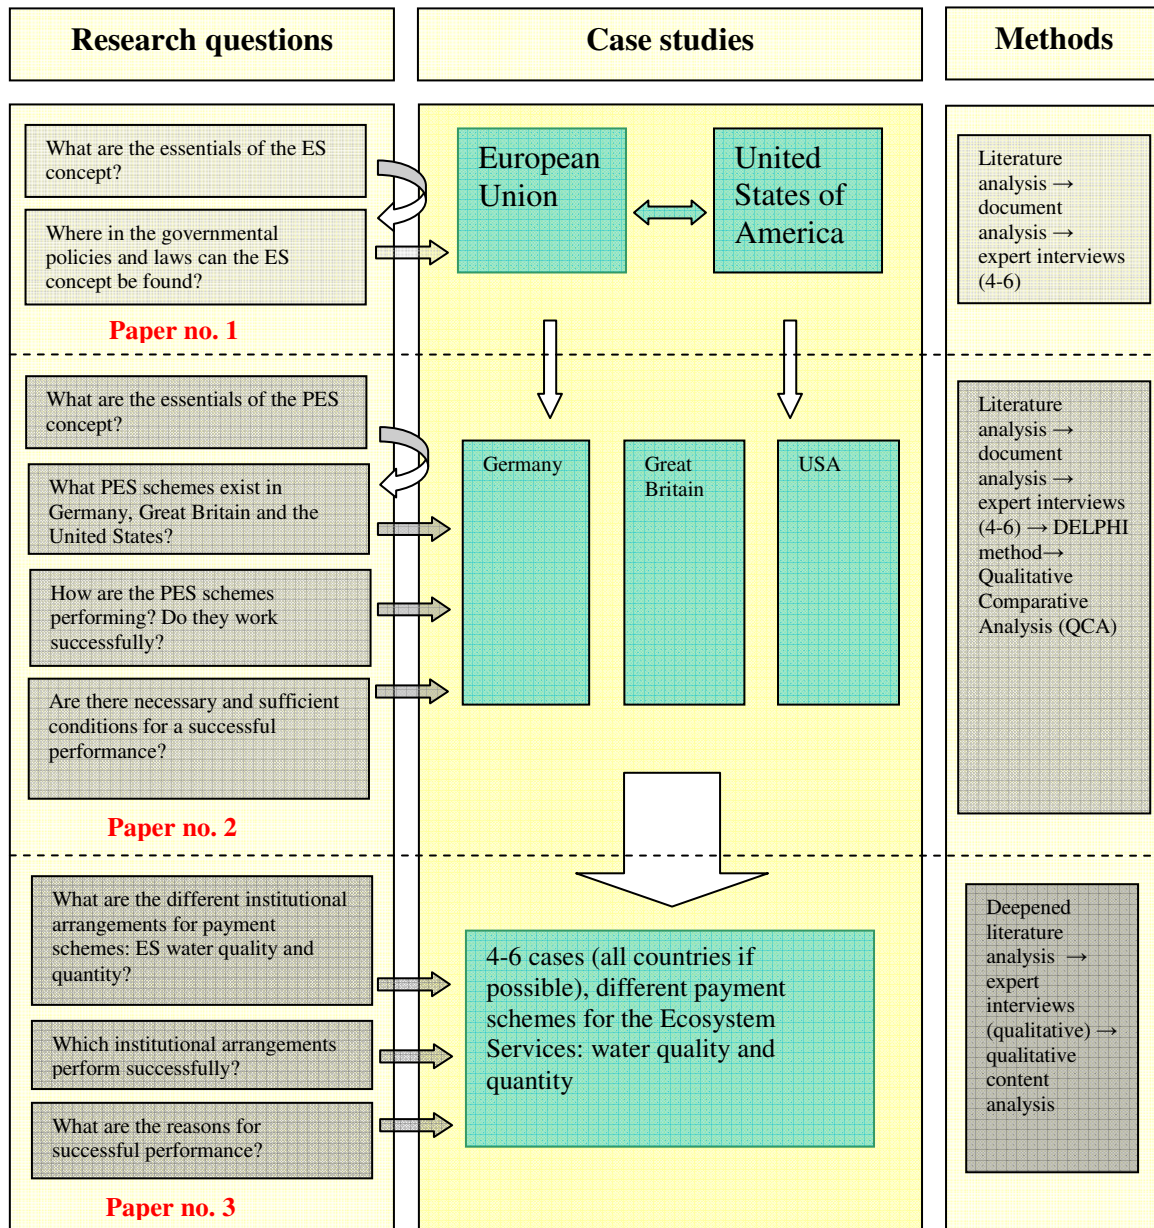 Research questions
Case studies
Methods
What are the essentials of the ES
concept?
Where in the governmental
policies and laws can the ES
concept be found?
Paper no. 1
European
Union
United
States of
America
Literature
analysis →
document
analysis →
expert interviews
(4-6)
What are the essentials of the PES
concept?
What PES schemes exist in
Germany, Great Britain and the
United States?
How are the PES schemes
performing? Do they work
successfully?
Are there necessary and sufficient
conditions for a successful
performance?
Paper no. 2
Germany
Great
Britain
USA
Literature
analysis →
document
analysis →
expert interviews
(4-6) → DELPHI
method→
Qualitative
Comparative
Analysis (QCA)
What are the different institutional
arrangements for payment
schemes: ES water quality and
quantity?
Which institutional arrangements
perform successfully?
What are the reasons for
successful performance?
Paper no. 3
4-6 cases (all countries if
possible), different payment
schemes for the Ecosystem
Services: water quality and
quantity
Deepened
literature
analysis →
expert
interviews
(qualitative) →
qualitative
content
analysis